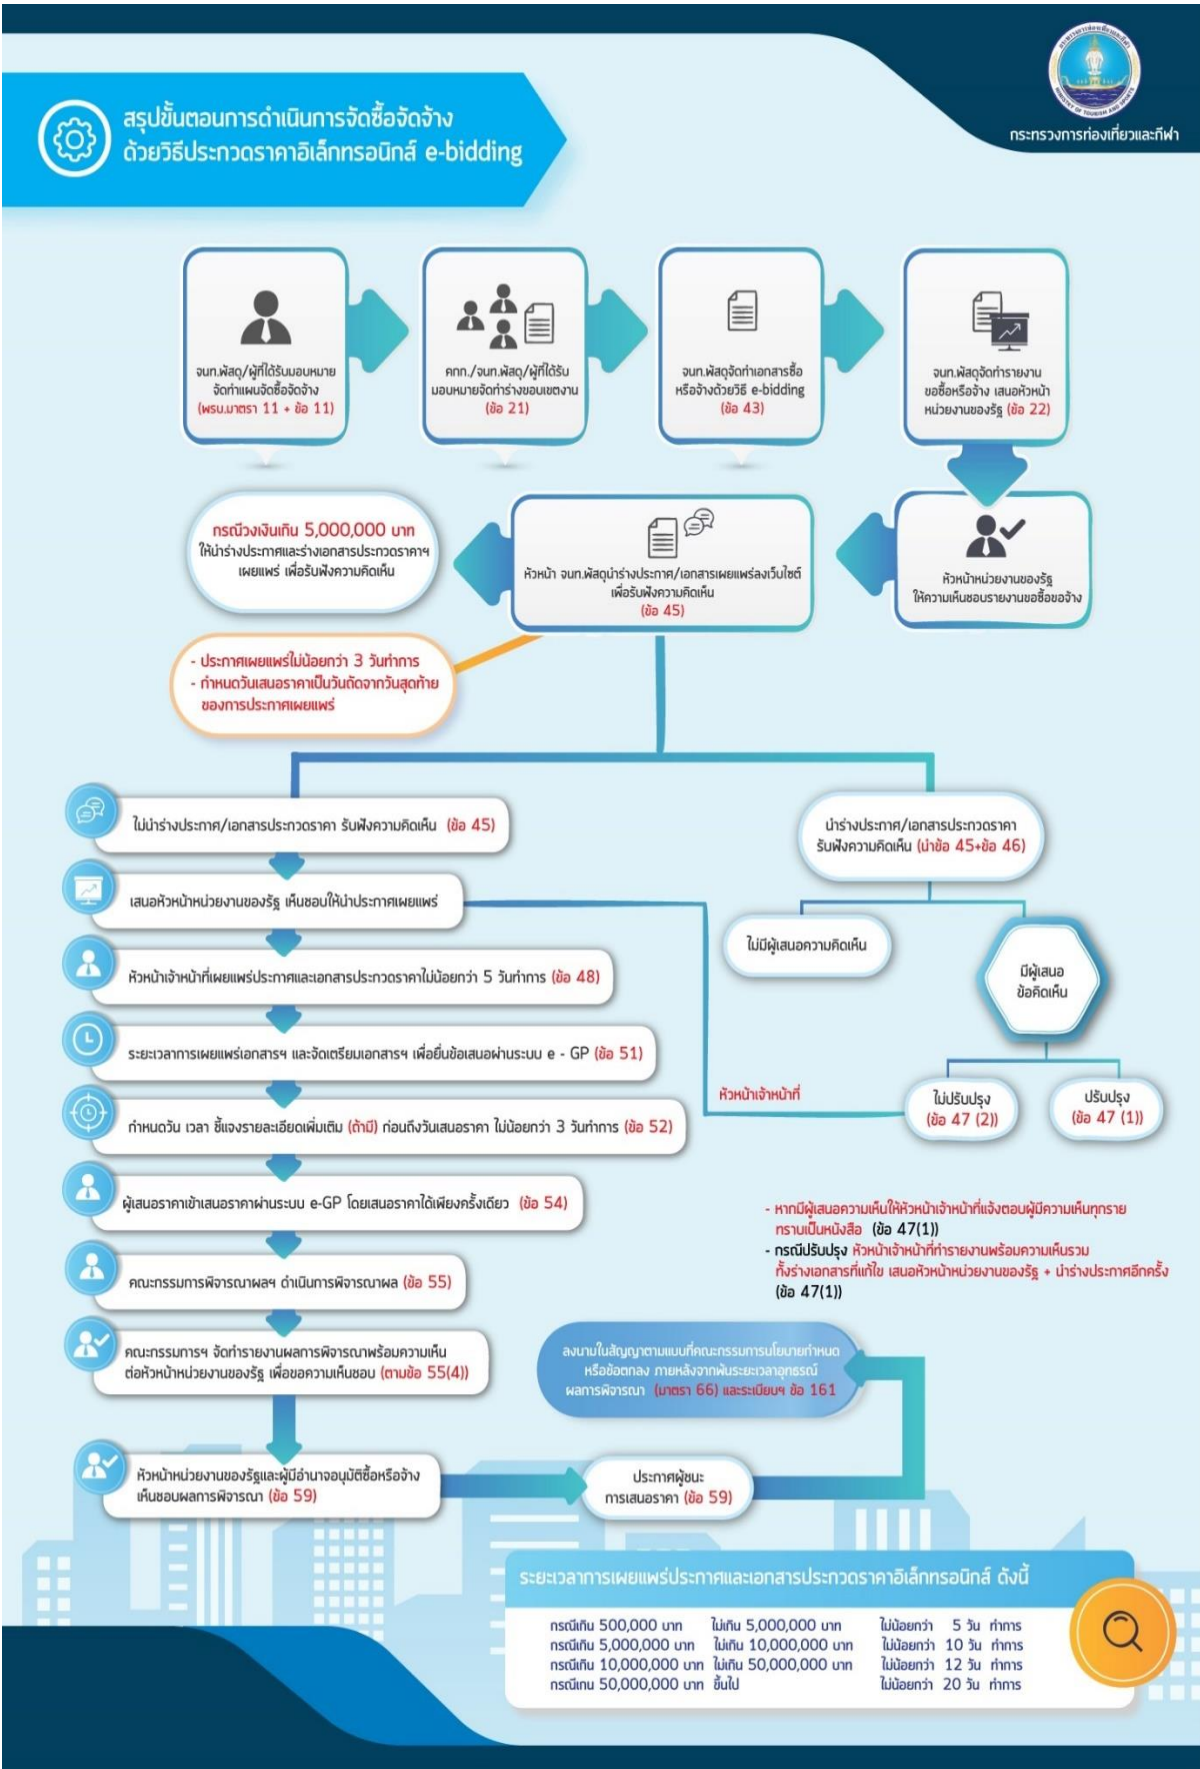 กระทรวงการท่องเที่ยวและกีฬา
สรุปขั้นตอนการดำเนินการจัดซื้อจัดจ้าง
ด้วยวิธีประกวดราคาอิเล็กทรอนิกส์ e-bidding
จนท.พัสดุ/ผู้ที่ได้รับมอบหมาย
จัดทำแผนจัดซื้อจัดจ้าง
(พรบ.มาตรา 11 + ข้อ 11)
คกก./จนท.พัสดุ/ผู้ที่ได้รับ
มอบหมายจัดทำร่างขอบเขตงาน
(ข้อ 21)
จนท.พัสดุจัดทำเอกสารซื้อ
หรือจ้างด้วยวิธี e-bidding
(ข้อ 43)
จนท.พัสดุจัดทำรายงาน
ขอซื้อหรือจ้าง เสนอหัวหน้า
หน่วยงานของรัฐ (ข้อ 22)
กรณีวงเงินเกิน 5,000,000 บาท
ให้นำร่างประกาศและร่างเอกสารประกวดราคาฯ
เผยแพร่ เพื่อรับฟังความคิดเห็น
หัวหน้า จนท.พัสดุนำร่างประกาศ/เอกสารเผยแพร่ลงเว็บไซต์
เพื่อรับฟังความคิดเห็น
(ข้อ 45)
หัวหน้าหน่วยงานของรัฐ
ให้ความเห็นชอบรายงานขอซื้อขอจ้าง
- ประกาศเผยแพร่ไม่น้อยกว่า 3 วันทำการ
- กำหนดวันเสนอราคาเป็นวันถัดจากวันสุดท้าย
ของการประกาศเผยแพร่
ไม่นำร่างประกาศ/เอกสารประกวดราคา รับฟังความคิดเห็น (ข้อ 45)
นำร่างประกาศ/เอกสารประกวดราคา
รับฟังความคิดเห็น (นำข้อ 45+ข้อ 46)
เสนอหัวหน้าหน่วยงานของรัฐ เห็นชอบให้นำประกาศเผยแพร่
ไม่มีผู้เสนอความคิดเห็น
มีผู้เสนอ
ข้อคิดเห็น
หัวหน้าเจ้าหน้าที่เผยแพร่ประกาศและเอกสารประกวดราคาไม่น้อยกว่า 5 วันทำการ (ข้อ 48)
ระยะเวลาการเผยแพร่เอกสารฯ และจัดเตรียมเอกสารฯ เพื่อยื่นข้อเสนอผ่านระบบ e - GP (ข้อ 51)
หัวหน้าเจ้าหน้าที่
ไม่ปรับปรุง
(ข้อ 47 (2))
ปรับปรุง
(ข้อ 47 (1))
กำหนดวัน เวลา ชี้แจงรายละเอียดเพิ่มเติม (ถ้ามี) ก่อนถึงวันเสนอราคา ไม่น้อยกว่า 3 วันทำการ (ข้อ 52)
ผู้เสนอราคาเข้าเสนอราคาผ่านระบบ e-GP โดยเสนอราคาได้เพียงครั้งเดียว (ข้อ 54)
- หากมีผู้เสนอความเห็นให้หัวหน้าเจ้าหน้าที่แจ้งตอบผู้มีความเห็นทุกราย
ทราบเป็นหนังสือ (ข้อ 47(1))
- กรณีปรับปรุง หัวหน้าเจ้าหน้าที่ทำรายงานพร้อมความเห็นรวม
ทั้งร่างเอกสารที่แก้ไข เสนอหัวหน้าหน่วยงานของรัฐ + นำร่างประกาศอีกครั้ง
(ข้อ 47(1))
คณะกรรมการพิจารณาผลฯ ดำเนินการพิจารณาผล (ข้อ 55)
คณะกรรมการฯ จัดทำรายงานผลการพิจารณาพร้อมความเห็น
ต่อหัวหน้าหน่วยงานของรัฐ เพื่อขอความเห็นชอบ (ตามข้อ 55(4))
ลงนามในสัญญาตามแบบที่คณะกรรมการนโยบายกำหนด
หรือข้อตกลง ภายหลังจากพ้นระยะเวลาอุทธรณ์
ผลการพิจารณา (มาตรา 66) และระเบียบฯ ข้อ 161
หัวหน้าหน่วยงานของรัฐและผู้มีอำนาจอนุมัติซื้อหรือจ้าง
เห็นชอบผลการพิจารณา (ข้อ 59)
ประกาศผู้ชนะ
การเสนอราคา (ข้อ 59)
ระยะเวลาการเผยแพร่ประกาศและเอกสารประกวดราคาอิเล็กทรอนิกส์ ดังนี้
กรณีเกิน 500,000 บาท ไม่เกิน 5,000,000 บาท ไม่น้อยกว่า 5 วัน ทำการ
กรณีเกิน 5,000,000 บาท ไม่เกิน 10,000,000 บาท ไม่น้อยกว่า 10 วัน ทำการ
กรณีเกิน 10,000,000 บาท ไม่เกิน 50,000,000 บาท ไม่น้อยกว่า 12 วัน ทำการ
กรณีเกน 50,000,000 บาท ขึ้นไป ไม่น้อยกว่า 20 วัน ทำการ